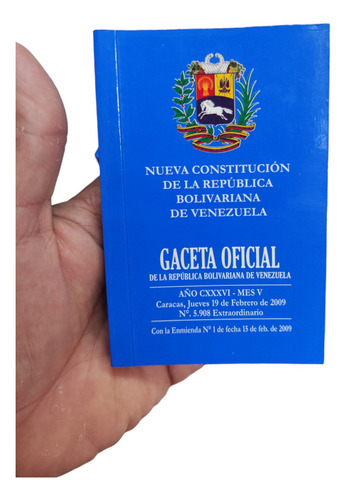 NUEVA CONSTITUCIÓN
DE LA REPÚBLICA
BOLIVARIANA
DE VENEZUELA
GACETA OFICIAL
DE LA REPÚBLICA BOLIVARIANA DE VENEZUELA
AÑO CXXXVI - MES V
Caracas, Jueves 19 de Febrero de 2009
Nº. 5.908 Extraordinario
Con la Enmienda Nº 1 de fecha 15 de feb. de 2009